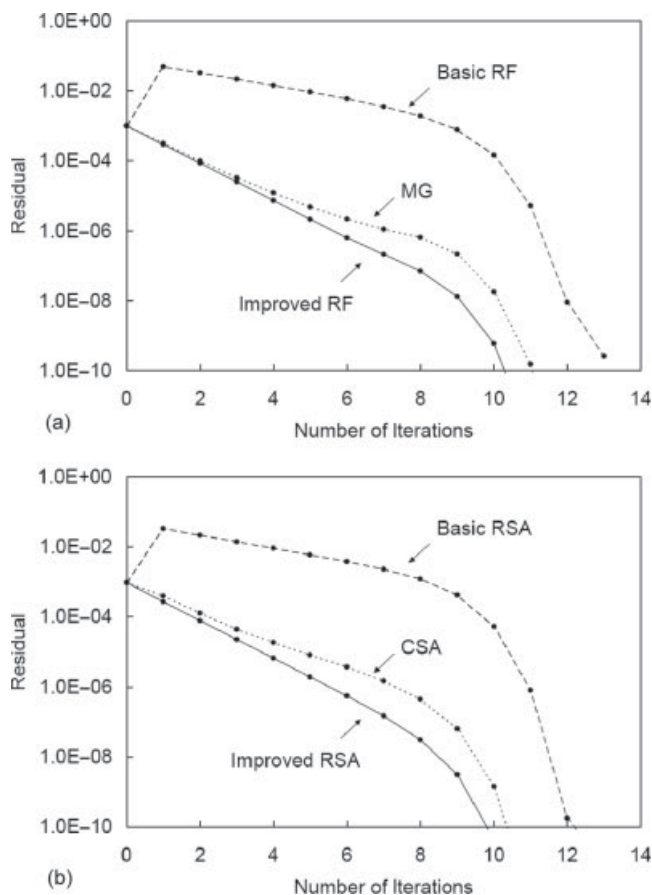 1.0E+00
1.0E–02
1.0E–04
1.0E–06
1.0E–08
1.0E–10
Residual
Basic RF
MG
Improved RF
0 2 4 6 8 10 12 14
(a)
Number of Iterations
1.0E+00
1.0E–02
1.0E–04
1.0E–06
1.0E–08
1.0E–10
Residual
Basic RSA
CSA
Improved RSA
0 2 4 6 8 10 12 14
(b)
Number of Iterations